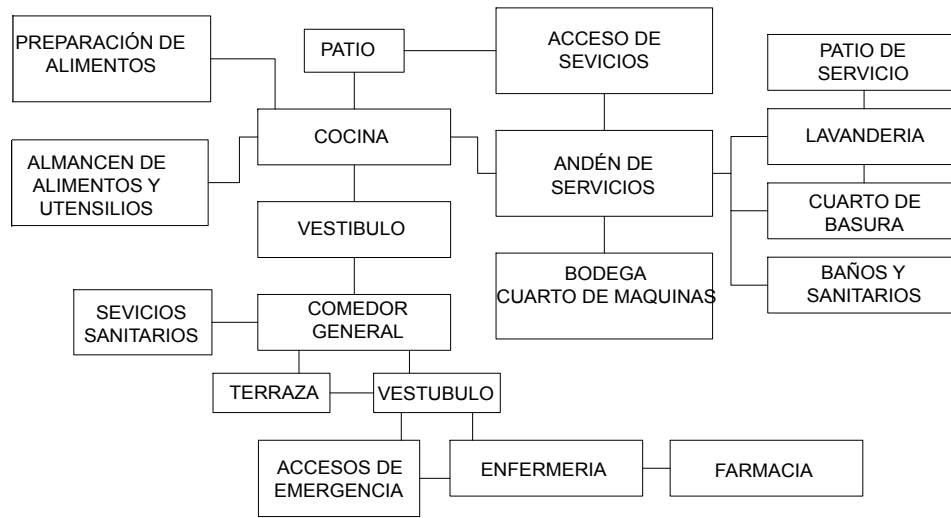 PREPARACIÓN DE
ALIMENTOS
PATIO
ACCESO DE
SEVICIOS
PATIO DE
SERVICIO
COCINA
LAVANDERIA
ALMANCEN DE
ALIMENTOS Y
UTENSILIOS
ANDÉN DE
SERVICIOS
CUARTO DE
BASURA
VESTIBULO
BODEGA
CUARTO DE MAQUINAS
BAÑOS Y
SANITARIOS
SEVICIOS
SANITARIOS
COMEDOR
GENERAL
TERRAZA
VESTUBULO
ACCESOS DE
EMERGENCIA
ENFERMERIA
FARMACIA